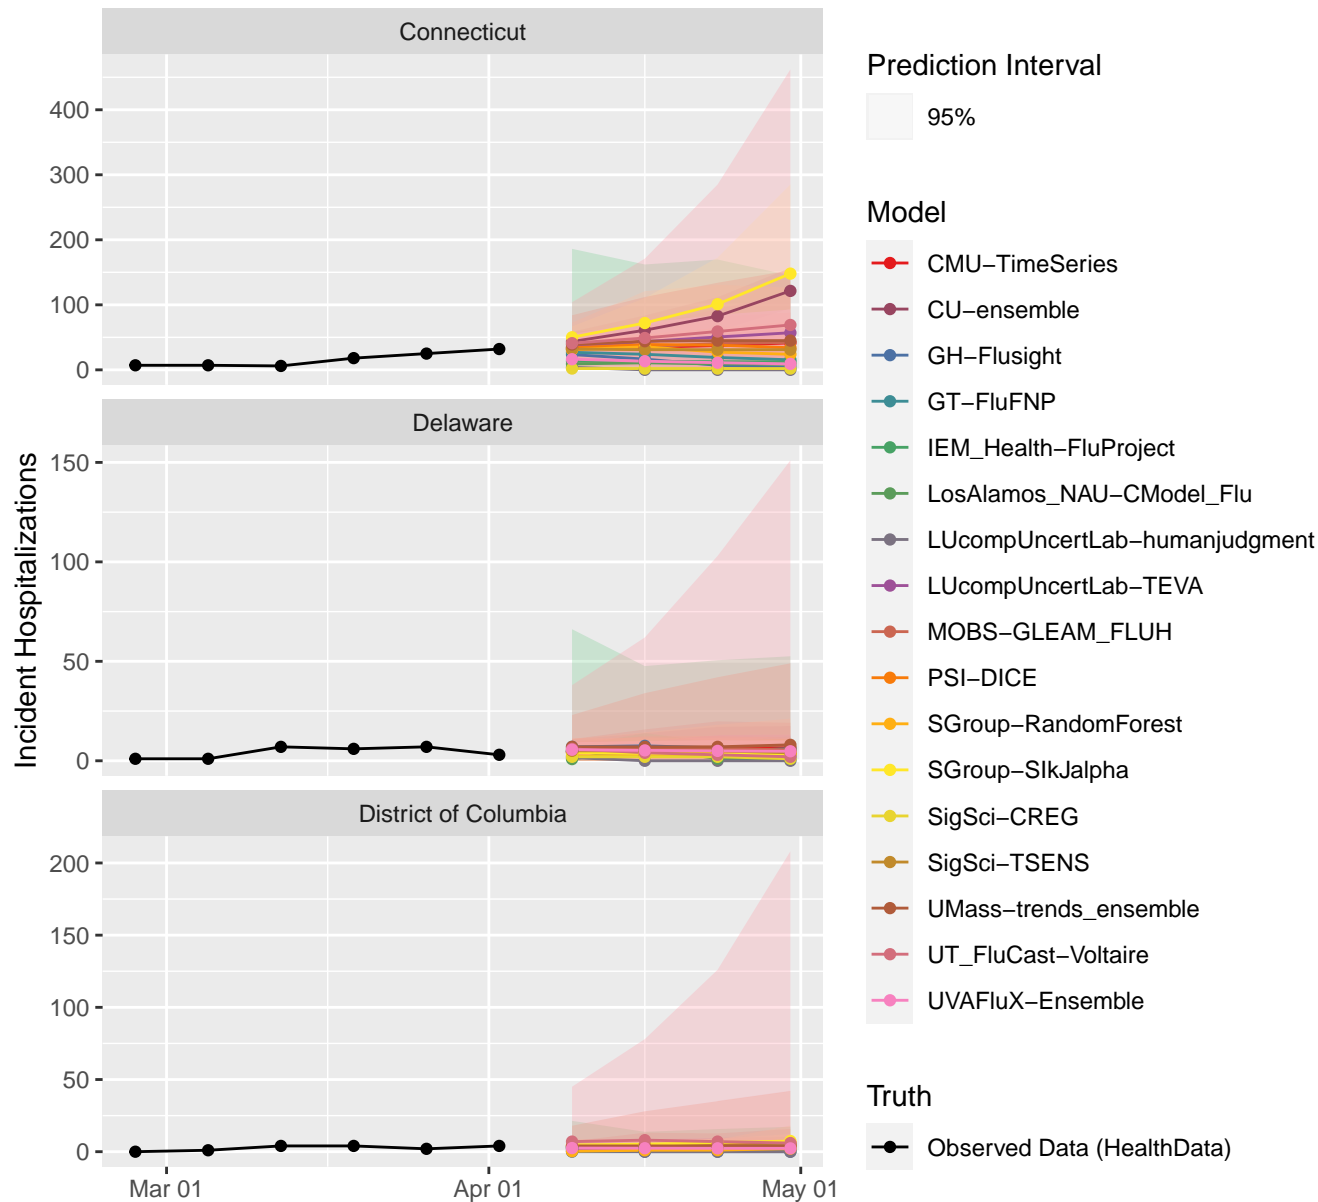 Connecticut
400
300
200
100
0
Delaware
150
100
50
0
District of Columbia
200
150
100
50
0
Mar 01
Apr 01
May 01
Incident Hospitalizations
Prediction Interval
95%
Model
CMU−TimeSeries
CU−ensemble
GH−Flusight
GT−FluFNP
IEM_Health−FluProject
LosAlamos_NAU−CModel_Flu
LUcompUncertLab−humanjudgment
LUcompUncertLab−TEVA
MOBS−GLEAM_FLUH
PSI−DICE
SGroup−RandomForest
SGroup−SIkJalpha
SigSci−CREG
SigSci−TSENS
UMass−trends_ensemble
UT_FluCast−Voltaire
UVAFluX−Ensemble
Truth
Observed Data (HealthData)